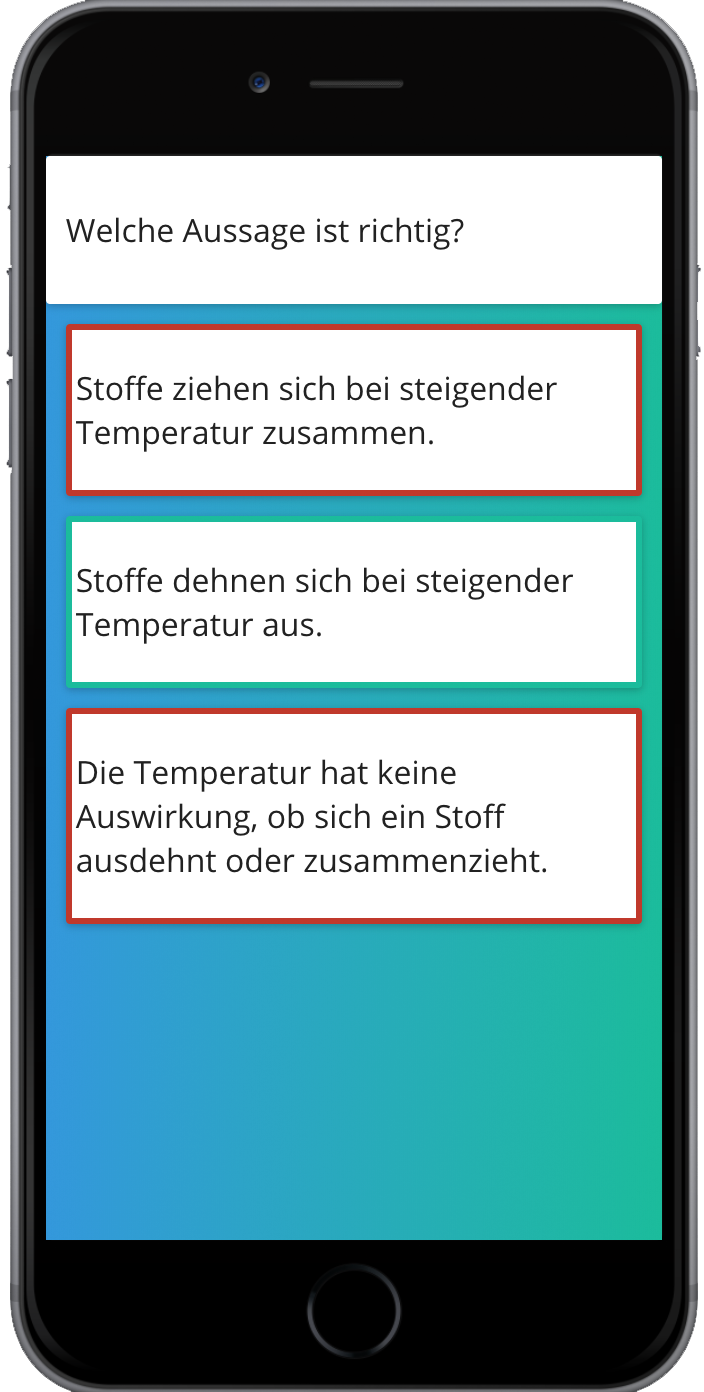 Welche Aussage ist richtig?
Stoffe ziehen sich bei steigender
Temperatur zusammen.
Stoffe dehnen sich bei steigender
Temperatur aus.
Die Temperatur hat keine
Auswirkung, ob sich ein Stoff
ausdehnt oder zusammenzieht.